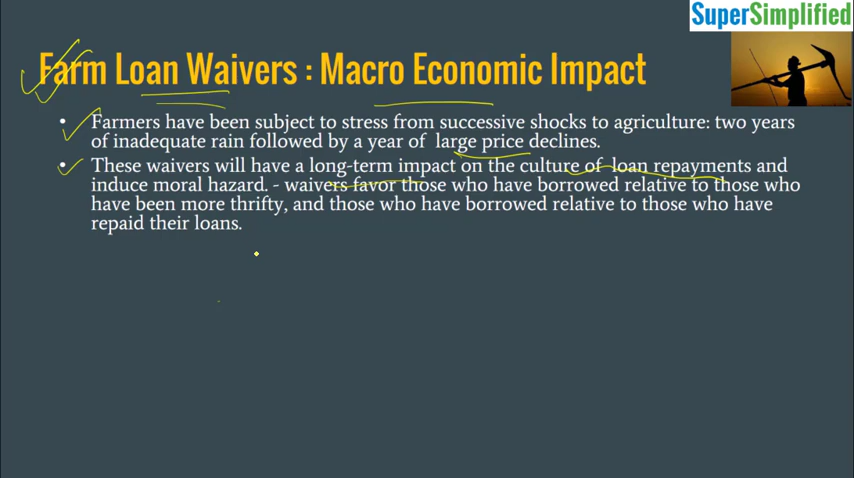 SuperSimplified
Farm Loan Waivers : Macro Economic Impact
• Farmers have been subject to stress from successive shocks to agriculture: two years
of inadequate rain followed by a year of large price declines.
• These waivers will have a long-term impact on the culture of loan repayments and
induce moral hazard. - waivers favor those who have borrowed relative to those who
have been more thrifty, and those who have borrowed relative to those who have
repaid their loans.